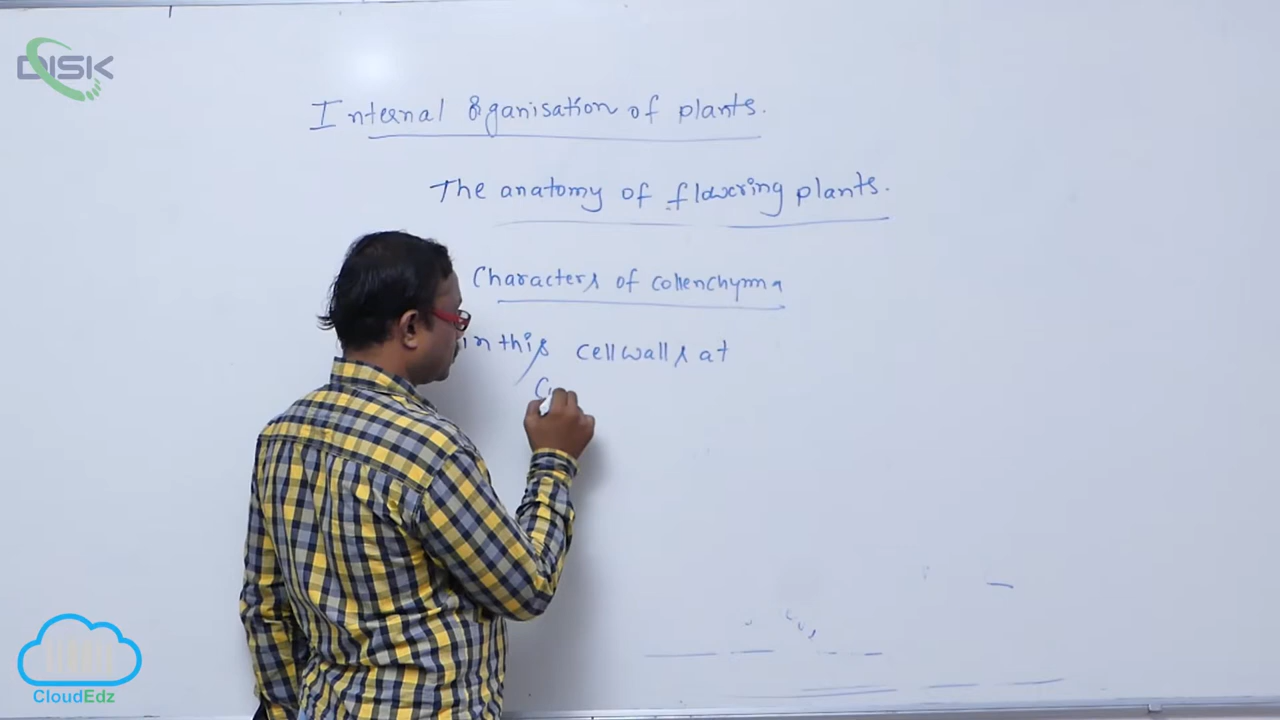 DISK
Internal Organisation of plants.
The anatomy of flowering plants.
Characters of collenchyma
in this cellwalls at
CloudEdz